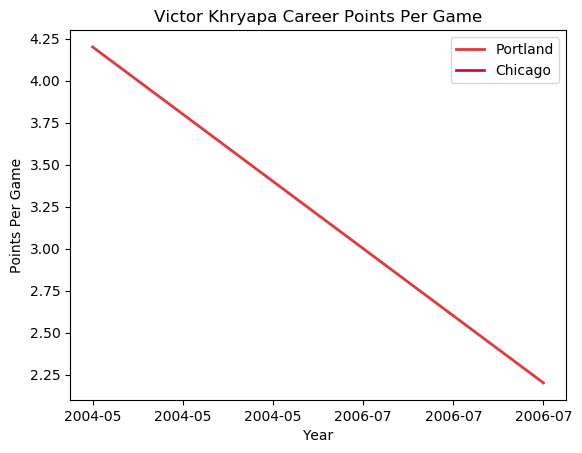 Victor Khryapa Career Points Per Game
4.25
4.00
3.75
3.50
3.25
3.00
2.75
2.50
2.25
Points Per Game
Portland
Chicago
2004-05 2004-05 2004-05 2006-07 2006-07 2006-07
Year